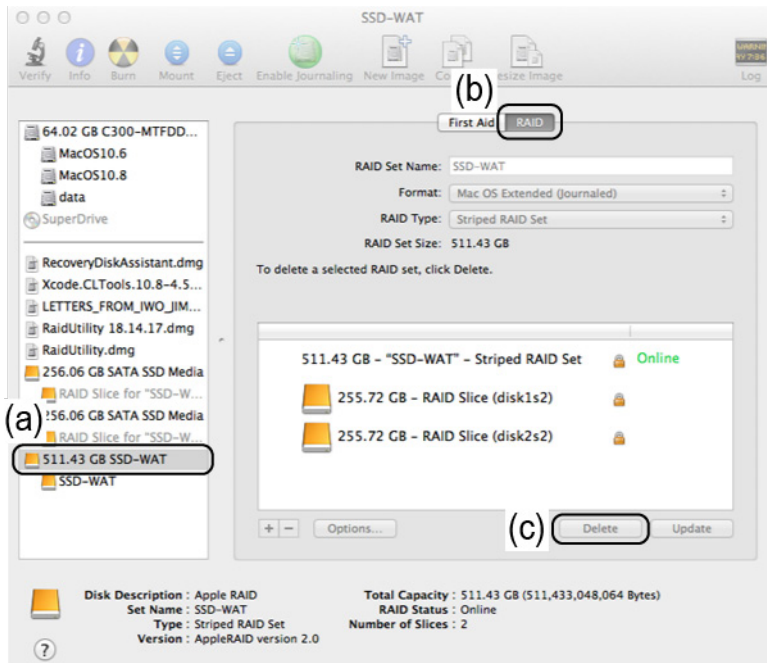 SSD-WAT
Verify Info Burn Mount Eject Enable Journaling New Image Resize Image Log
(b)
First Aid RAID
64.02 GB C300-MTFDD...
MacOS10.6
MacOS10.8
data
SuperDrive
RecoveryDiskAssistant.dmg
Xcode.CLTools.10.8-4.5...
LETTERS_FROM_IWO_JIM...
RaidUtility 18.14.17.dmg
RaidUtility.dmg
256.06 GB SATA SSD Media
RAID Slice for "SSD-W...
(a)
256.06 GB SATA SSD Media
RAID Slice for "SSD-W...
511.43 GB SSD-WAT
SSD-WAT
RAID Set Name: SSD-WAT
Format: Mac OS Extended (Journaled)
RAID Type: Striped RAID Set
RAID Set Size: 511.43 GB
To delete a selected RAID set, click Delete.
511.43 GB - "SSD-WAT" - Striped RAID Set Online
255.72 GB - RAID Slice (disk1s2)
255.72 GB - RAID Slice (disk2s2)
+ - Options... (c) Delete Update
Disk Description : Apple RAID
Set Name : SSD-WAT
Type : Striped RAID Set
Version : AppleRAID version 2.0
Total Capacity : 511.43 GB (511,433,048,064 Bytes)
RAID Status : Online
Number of Slices : 2
?